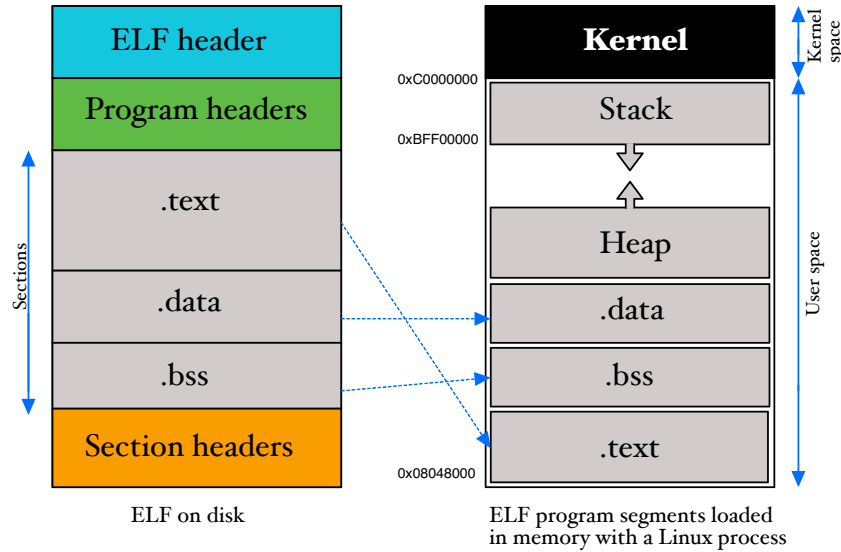 ELF header
Program headers
.text
.data
.bss
Section headers
Sections
ELF on disk
Kernel
Kernel
space
0xC0000000
Stack
0xBFF00000
Heap
.data
.bss
.text
0x08048000
User space
ELF program segments loaded
in memory with a Linux process